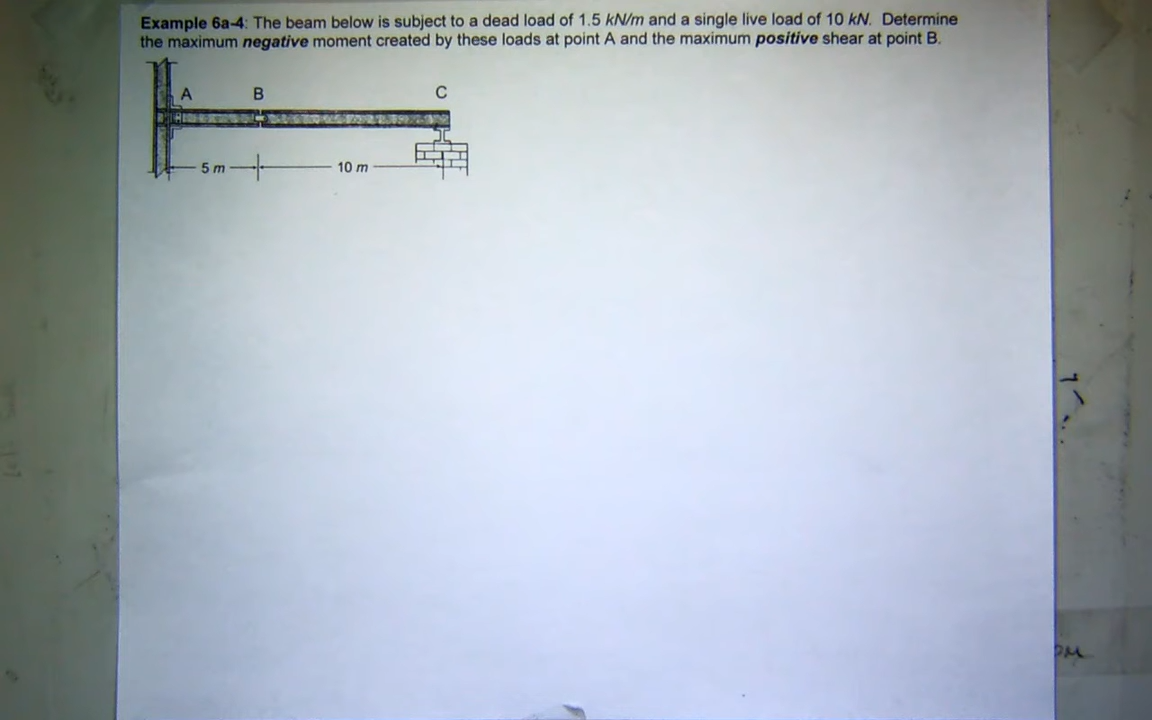 Example 6a-4: The beam below is subject to a dead load of 1.5 kN/m and a single live load of 10 kN. Determine
the maximum negative moment created by these loads at point A and the maximum positive shear at point B.
A B C
5 m 10 m